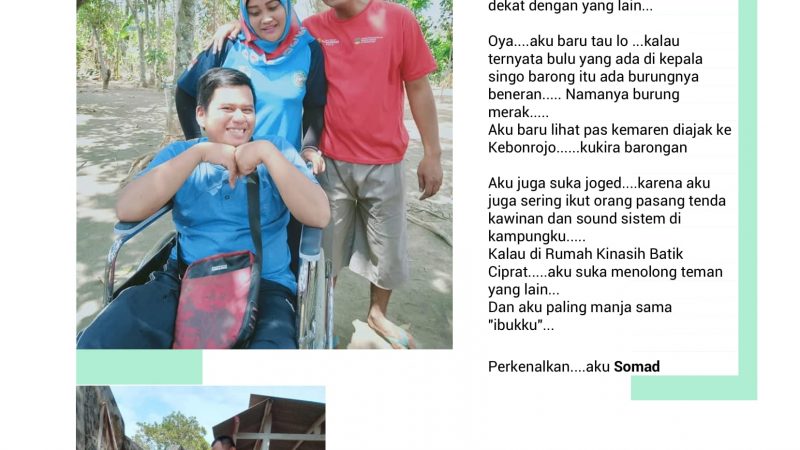 dekat dengan yang lain...
Oya....aku baru tau lo ...kalau
ternyata bulu yang ada di kepala
singo barong itu ada burungnya
beneran..... Namanya burung
merak.....
Aku baru lihat pas kemaren diajak ke
Kebonrojo......kukira barongan
Aku juga suka joged....karena aku
juga sering ikut orang pasang tenda
kawinan dan sound sistem di
kampungku.....
Kalau di Rumah Kinasih Batik
Ciprat.....aku suka menolong teman
yang lain...
Dan aku paling manja sama
"ibukku"...
Perkenalkan....aku Somad